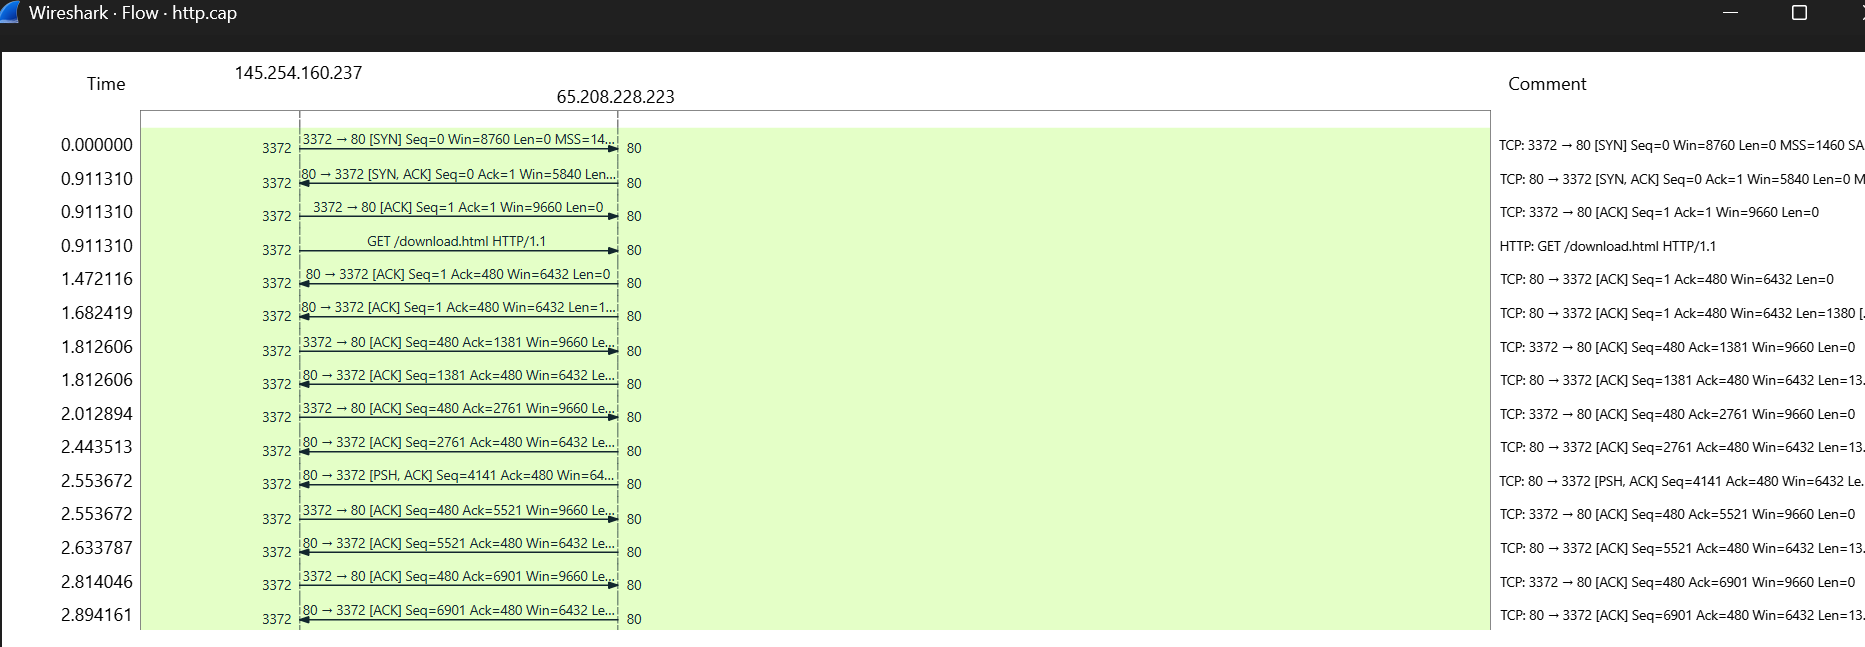 Wireshark · Flow · http.cap
Time
145.254.160.237
65.208.228.223
Comment
0.000000 3372 3372 → 80 [SYN] Seq=0 Win=8760 Len=0 MSS=14... 80 TCP: 3372 → 80 [SYN] Seq=0 Win=8760 Len=0 MSS=1460 SA
0.911310 3372 80 → 3372 [SYN, ACK] Seq=0 Ack=1 Win=5840 Len... 80 TCP: 80 → 3372 [SYN, ACK] Seq=0 Ack=1 Win=5840 Len=0 M
0.911310 3372 3372 → 80 [ACK] Seq=1 Ack=1 Win=9660 Len=0 80 TCP: 3372 → 80 [ACK] Seq=1 Ack=1 Win=9660 Len=0
0.911310 3372 GET /download.html HTTP/1.1 80 HTTP: GET /download.html HTTP/1.1
1.472116 3372 80 → 3372 [ACK] Seq=1 Ack=480 Win=6432 Len=0 80 TCP: 80 → 3372 [ACK] Seq=1 Ack=480 Win=6432 Len=0
1.682419 3372 80 → 3372 [ACK] Seq=1 Ack=480 Win=6432 Len=1... 80 TCP: 80 → 3372 [ACK] Seq=1 Ack=480 Win=6432 Len=1380 [.
1.812606 3372 3372 → 80 [ACK] Seq=480 Ack=1381 Win=9660 Le... 80 TCP: 3372 → 80 [ACK] Seq=480 Ack=1381 Win=9660 Len=0
1.812606 3372 80 → 3372 [ACK] Seq=1381 Ack=480 Win=6432 Le... 80 TCP: 80 → 3372 [ACK] Seq=1381 Ack=480 Win=6432 Len=13.
2.012894 3372 3372 → 80 [ACK] Seq=480 Ack=2761 Win=9660 Le... 80 TCP: 3372 → 80 [ACK] Seq=480 Ack=2761 Win=9660 Len=0
2.443513 3372 80 → 3372 [ACK] Seq=2761 Ack=480 Win=6432 Le... 80 TCP: 80 → 3372 [ACK] Seq=2761 Ack=480 Win=6432 Len=13.
2.553672 3372 80 → 3372 [PSH, ACK] Seq=4141 Ack=480 Win=64... 80 TCP: 80 → 3372 [PSH, ACK] Seq=4141 Ack=480 Win=6432 Le.
2.553672 3372 3372 → 80 [ACK] Seq=480 Ack=5521 Win=9660 Le... 80 TCP: 3372 → 80 [ACK] Seq=480 Ack=5521 Win=9660 Len=0
2.633787 3372 80 → 3372 [ACK] Seq=5521 Ack=480 Win=6432 Le... 80 TCP: 80 → 3372 [ACK] Seq=5521 Ack=480 Win=6432 Len=13.
2.814046 3372 3372 → 80 [ACK] Seq=480 Ack=6901 Win=9660 Le... 80 TCP: 3372 → 80 [ACK] Seq=480 Ack=6901 Win=9660 Len=0
2.894161 3372 80 → 3372 [ACK] Seq=6901 Ack=480 Win=6432 Le... 80 TCP: 80 → 3372 [ACK] Seq=6901 Ack=480 Win=6432 Len=13.